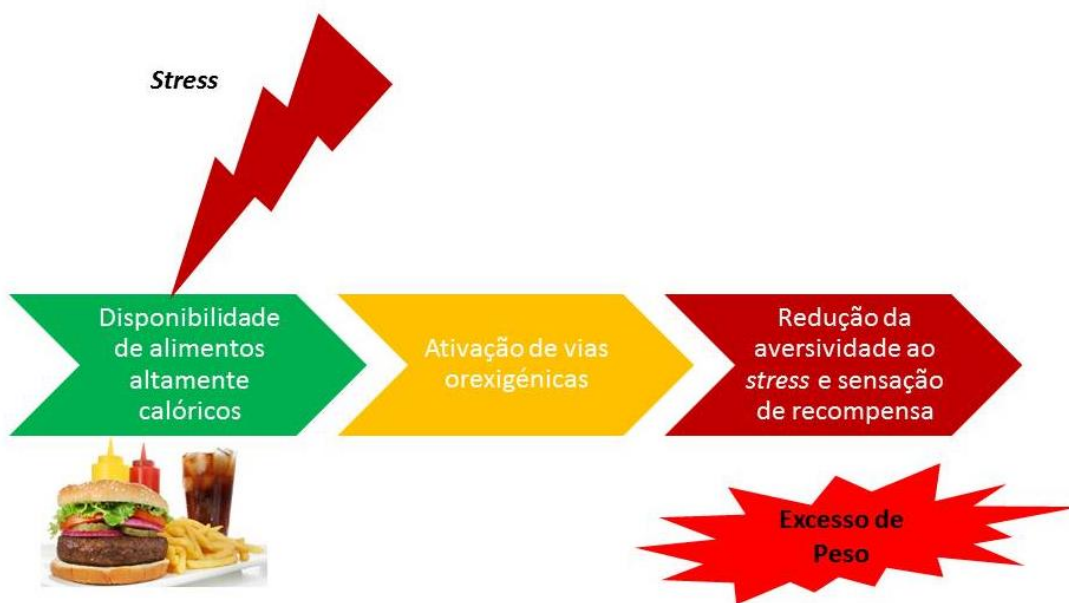 Stress
Disponibilidade
de alimentos
altamente
calóricos
Ativação de vias
orexigénicas
Redução da
aversividade ao
stress e sensação
de recompensa
Excesso de
Peso